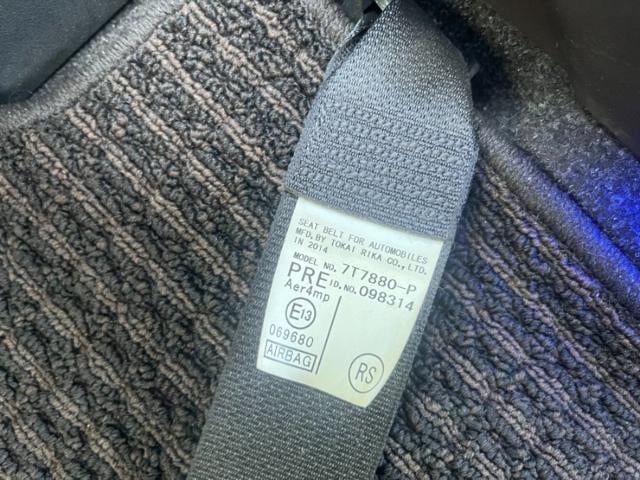 SEAT BELT FOR AUTOMOBILES
MFD. BY TOKAI RIKA CO., LTD.
IN 2014
MODEL NO. 7T7880-P
PRE ID. NO. 098314
Aer4mp
E13
069680
AIRBAG
RS